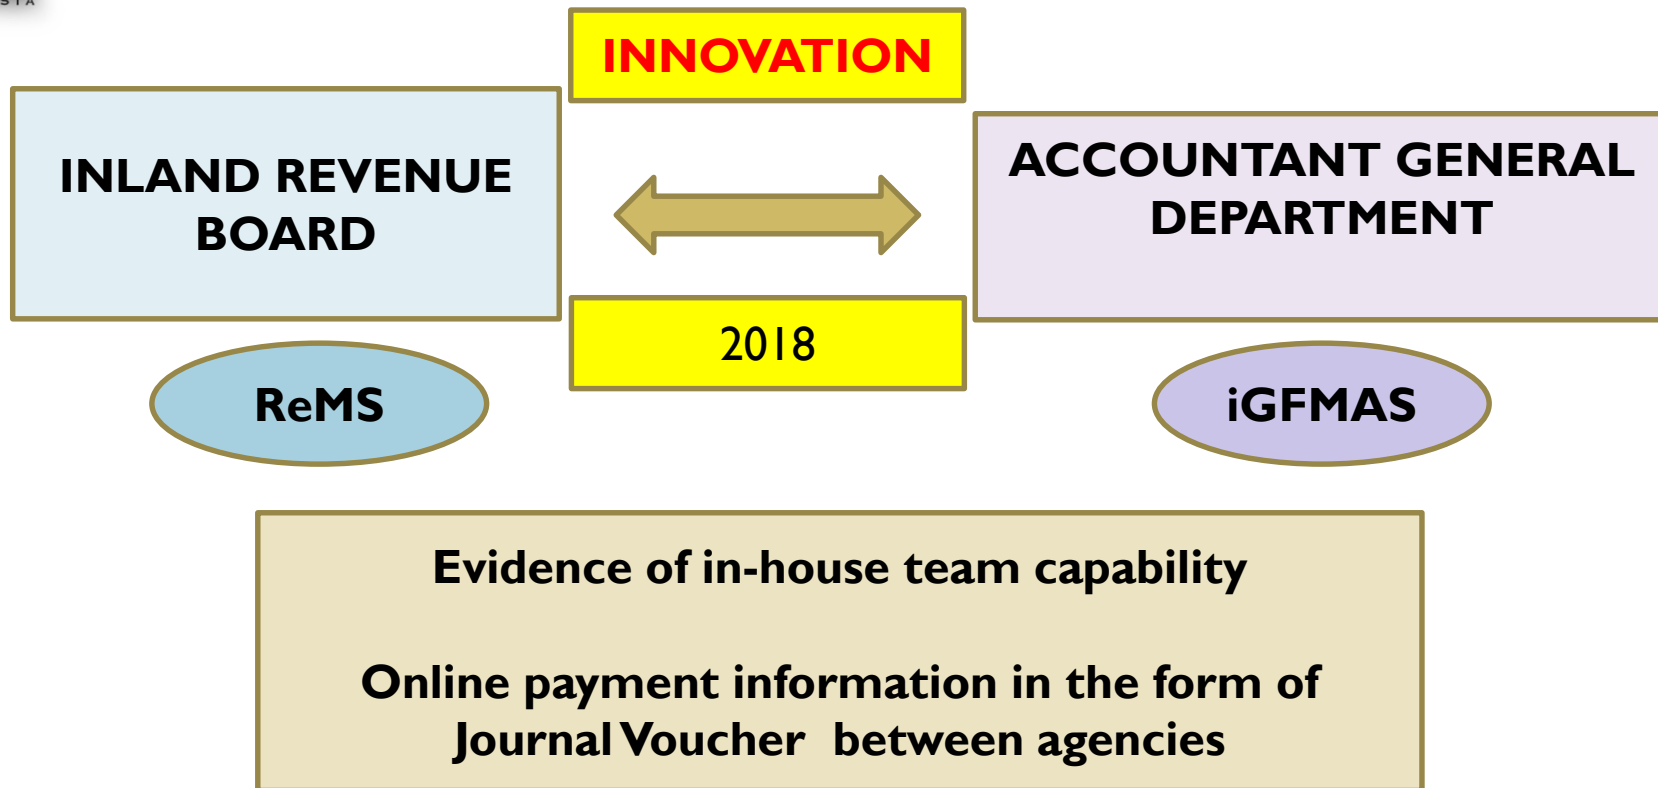 STA
INNOVATION
INLAND REVENUE
BOARD
ACCOUNTANT GENERAL
DEPARTMENT
2018
ReMS
iGFMAS
Evidence of in-house team capability
Online payment information in the form of
Journal Voucher between agencies